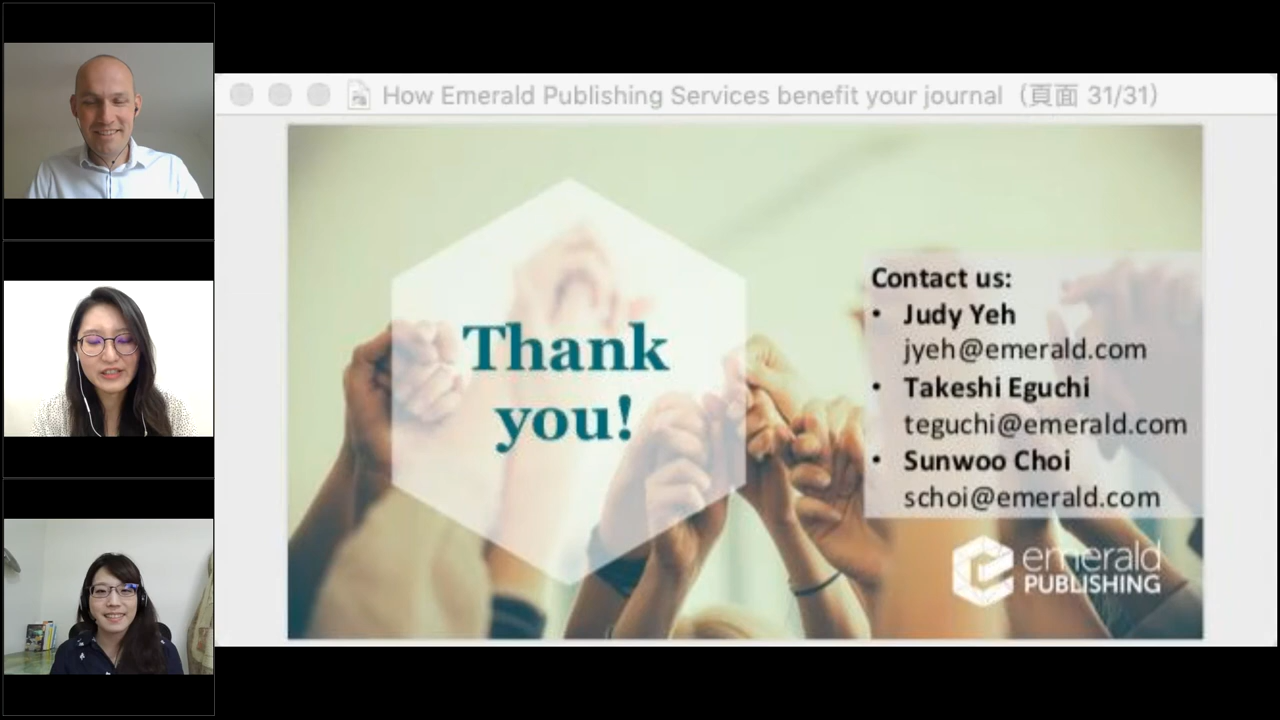 How Emerald Publishing Services benefit your journal（頁面 31/31）
Thank
you!
Contact us:
• Judy Yeh
jyeh@emerald.com
• Takeshi Eguchi
teguchi@emerald.com
• Sunwoo Choi
schoi@emerald.com
emerald
PUBLISHING